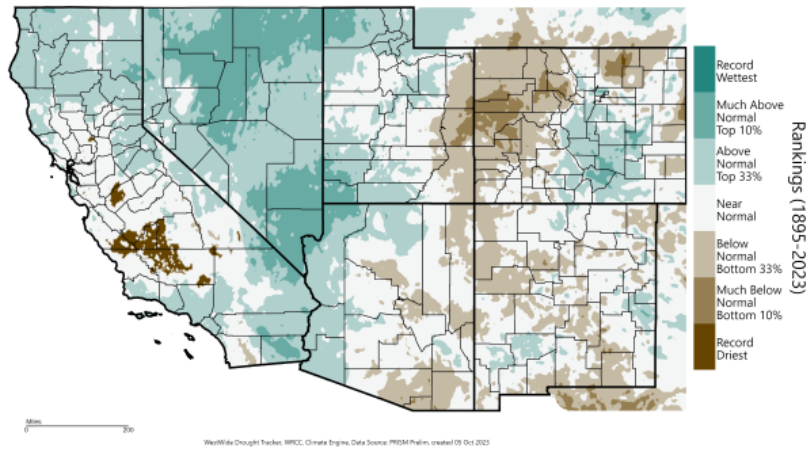 Record
Wettest
Much Above
Normal
Top 10%
Above
Normal
Top 33%
Near
Normal
Below
Normal
Bottom 33%
Much Below
Normal
Bottom 10%
Record
Driest
Rankings (1895-2023)
Miles
0 200
WestWide Drought Tracker, WRCC, Climate Engine, Data Source: PRISM Prelim, created 05 Oct 2023